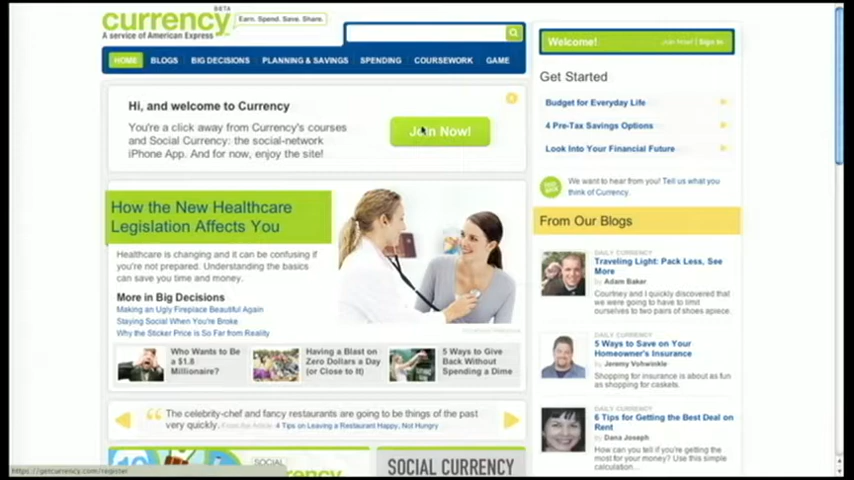 BETA
currency
Earn. Spend. Save. Share.
A service of American Express
HOME BLOGS BIG DECISIONS PLANNING & SAVINGS SPENDING COURSEWORK GAME
Hi, and welcome to Currency
You're a click away from Currency's courses
and Social Currency: the social-network
iPhone App. And for now, enjoy the site!
Join Now!
How the New Healthcare
Legislation Affects You
Healthcare is changing and it can be confusing if
you're not prepared. Understanding the basics
can save you time and money.
More in Big Decisions
Making an Ugly Fireplace Beautiful Again
Staying Social When You're Broke
Why the Sticker Price is So Far from Reality
Who Wants to Be
a $1.8
Millionaire?
Having a Blast on
Zero Dollars a Day
(or Close to It)
5 Ways to Give
Back Without
Spending a Dime
The celebrity-chef and fancy restaurants are going to be things of the past
very quickly. From the Article: 4 Tips on Leaving a Restaurant Happy, Not Hungry
SOCIAL
currency
SOCIAL CURRENCY
Welcome!
Join Now! | Sign In
Get Started
Budget for Everyday Life
4 Pre-Tax Savings Options
Look Into Your Financial Future
We want to hear from you! Tell us what you
think of Currency.
From Our Blogs
DAILY CURRENCY
Traveling Light: Pack Less, See
More
by Adam Baker
Courtney and I quickly discovered that
we were going to have to limit
ourselves to two pairs of shoes apiece.
DAILY CURRENCY
5 Ways to Save on Your
Homeowner's Insurance
by Jeremy Vohwinkle
Shopping for insurance is about as fun
as shopping for caskets.
DAILY CURRENCY
6 Tips for Getting the Best Deal on
Rent
by Dana Joseph
How can you tell if you're getting the
most for your money? Use this simple
calculation...
https://getcurrency.com/register